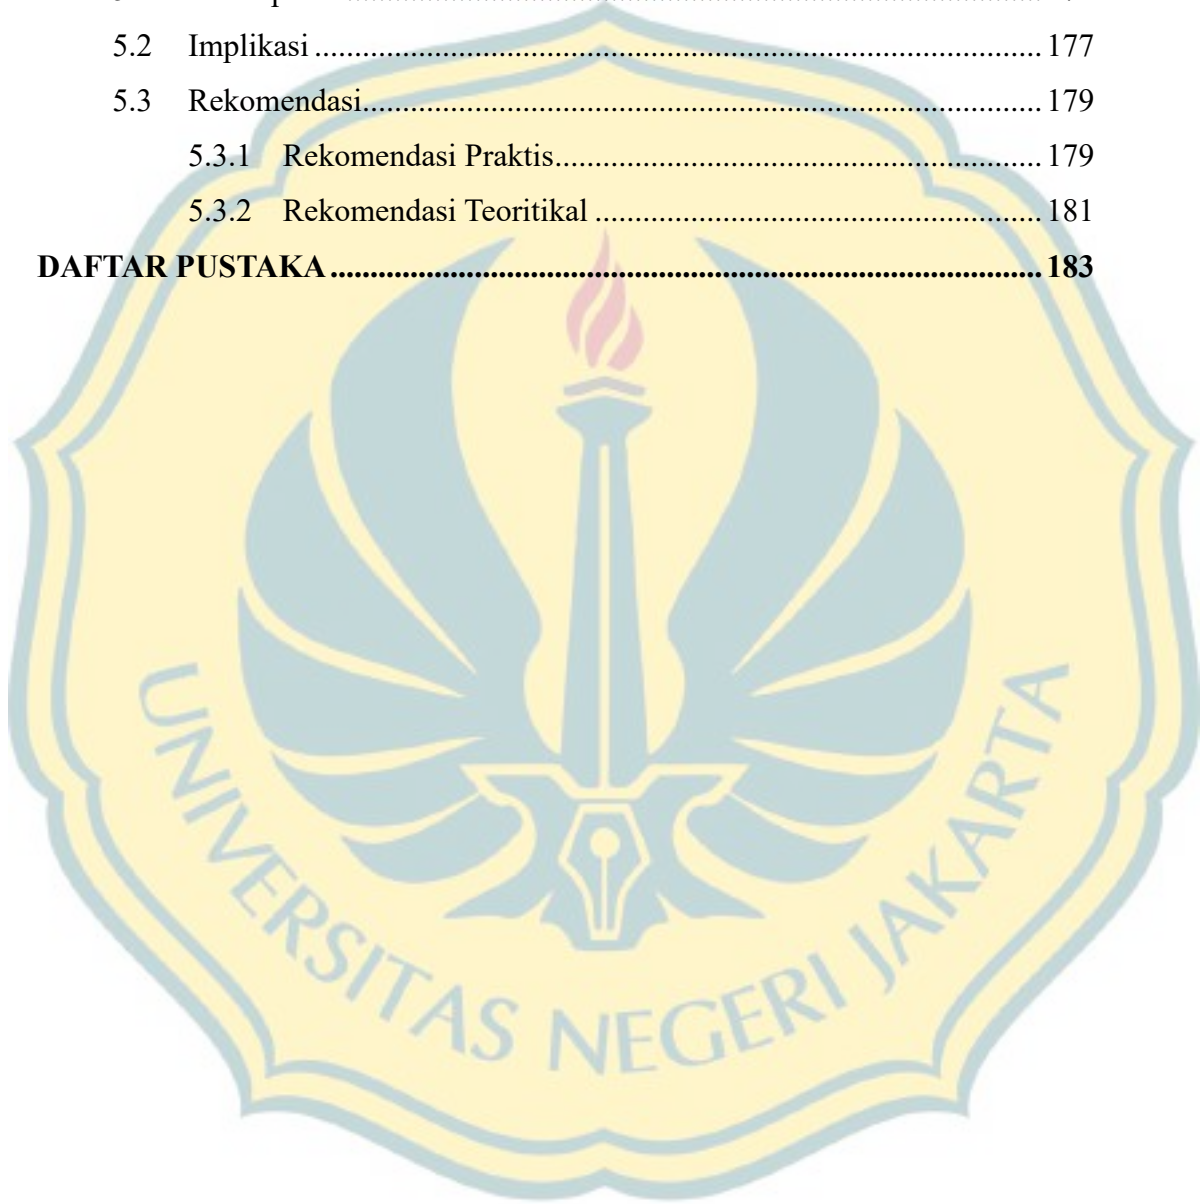 5.2 Implikasi ........ 177
5.3 Rekomendasi........ 179
5.3.1 Rekomendasi Praktis........ 179
5.3.2 Rekomendasi Teoritikal ........ 181
DAFTAR PUSTAKA ........ 183
UNIVERSITAS NEGERI JAKARTA